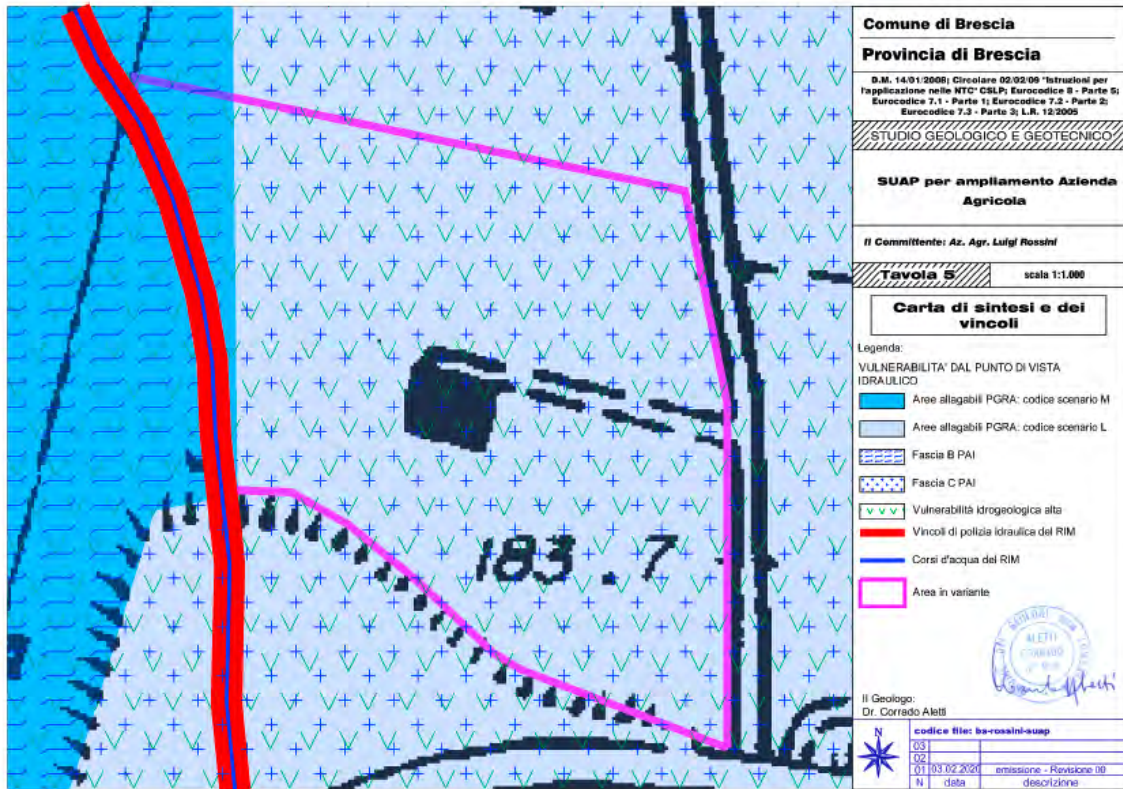 183.7
Comune di Brescia
Provincia di Brescia
D.M. 14/01/2008; Circolare 02/02/09 "Istruzioni per
l'applicazione nelle NTC" CSLP; Eurocodice 8 - Parte 5;
Eurocodice 7.1 - Parte 1; Eurocodice 7.2 - Parte 2;
Eurocodice 7.3 - Parte 3; L.R. 12/2005
STUDIO GEOLOGICO E GEOTECNICO
SUAP per ampliamento Azienda
Agricola
Il Committente: Az. Agr. Luigi Rossini
Tavola 5 scala 1:1.000
Carta di sintesi e dei
vincoli
Legenda:
VULNERABILITA' DAL PUNTO DI VISTA
IDRAULICO
Aree allagabili PGRA: codice scenario M
Aree allagabili PGRA: codice scenario L
Fascia B PAI
Fascia C PAI
Vulnerabilità idrogeologica alta
Vincoli di polizia idraulica del RIM
Corsi d'acqua del RIM
Area in variante
ALETTI
Il Geologo:
Dr. Corrado Aletti
N
codice file: bs-rossini-suap
03
02
01 03.02.2020 emissione - Revisione 00
N data descrizione